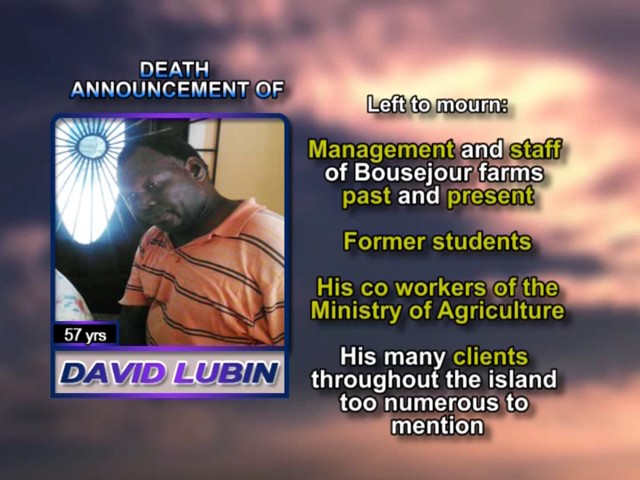 DEATH
ANNOUNCEMENT OF
57 yrs
DAVID LUBIN
Left to mourn:
Management and staff
of Bousejour farms
past and present
Former students
His co workers of the
Ministry of Agriculture
His many clients
throughout the island
too numerous to
mention